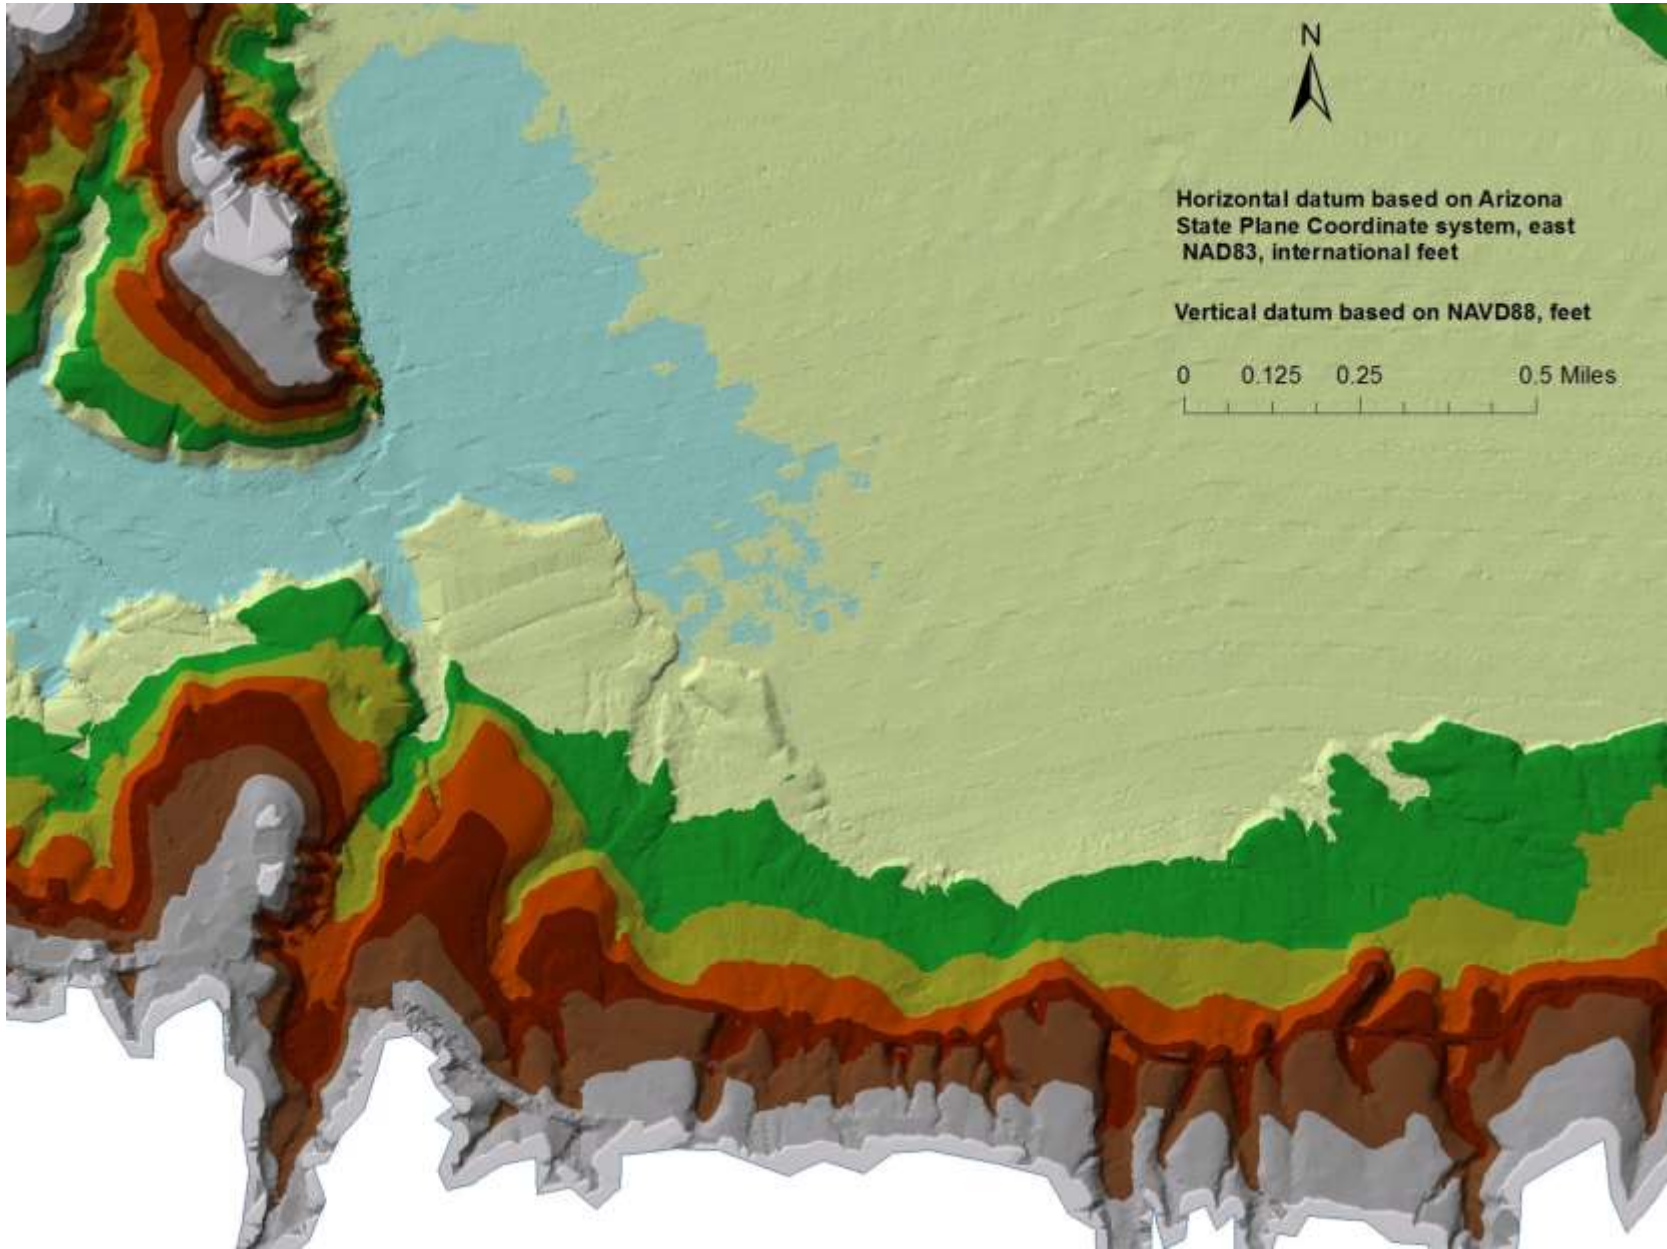 N
Horizontal datum based on Arizona
State Plane Coordinate system, east
NAD83, international feet
Vertical datum based on NAVD88, feet
0 0.125 0.25 0.5 Miles